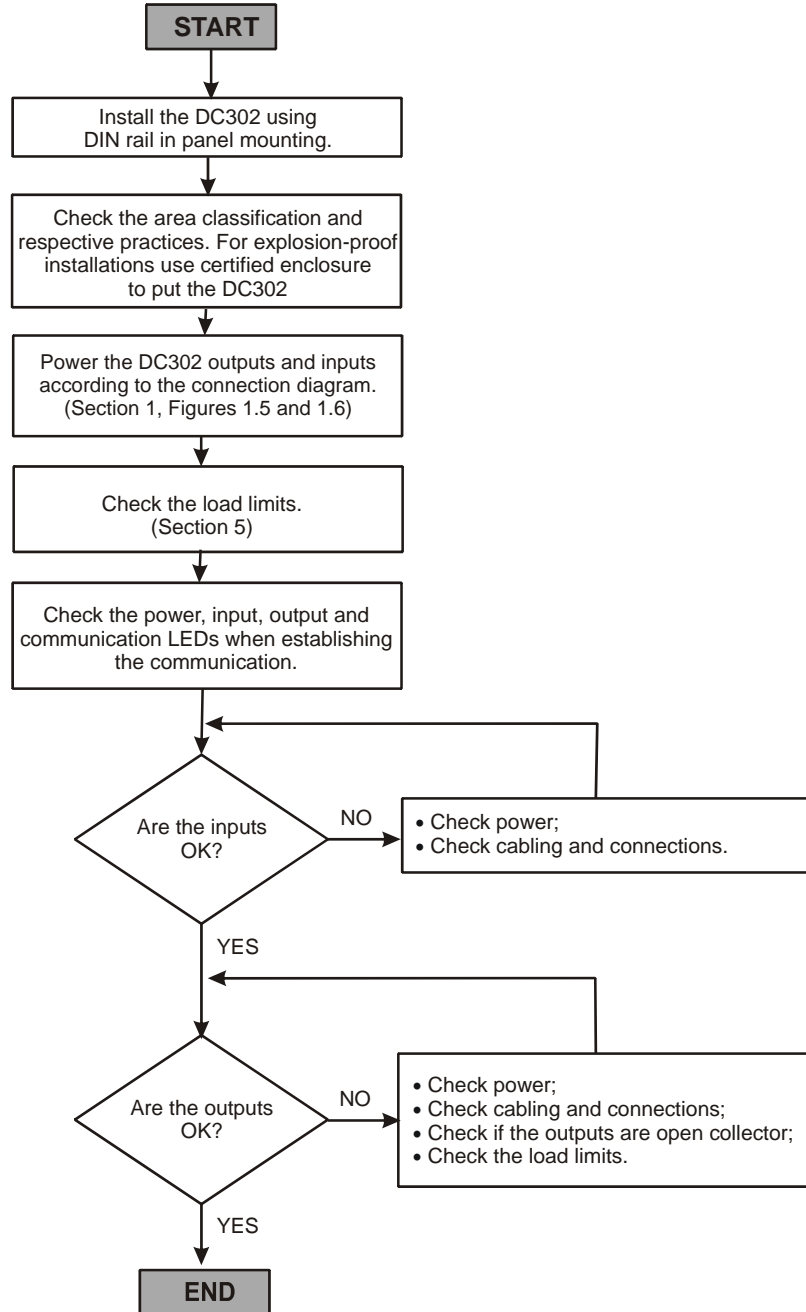 START
Install the DC302 using
DIN rail in panel mounting.
Check the area classification and
respective practices. For explosion-proof
installations use certified enclosure
to put the DC302
Power the DC302 outputs and inputs
according to the connection diagram.
(Section 1, Figures 1.5 and 1.6)
Check the load limits.
(Section 5)
Check the power, input, output and
communication LEDs when establishing
the communication.
Are the inputs
OK?
NO
• Check power;
• Check cabling and connections.
YES
Are the outputs
OK?
NO
• Check power;
• Check cabling and connections;
• Check if the outputs are open collector;
• Check the load limits.
YES
END